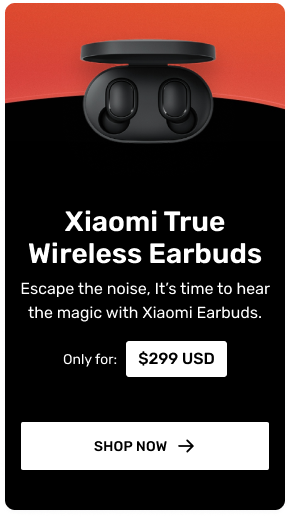 Xiaomi True
Wireless Earbuds
Escape the noise, It’s time to hear
the magic with Xiaomi Earbuds.
Only for: $299 USD
SHOP NOW →